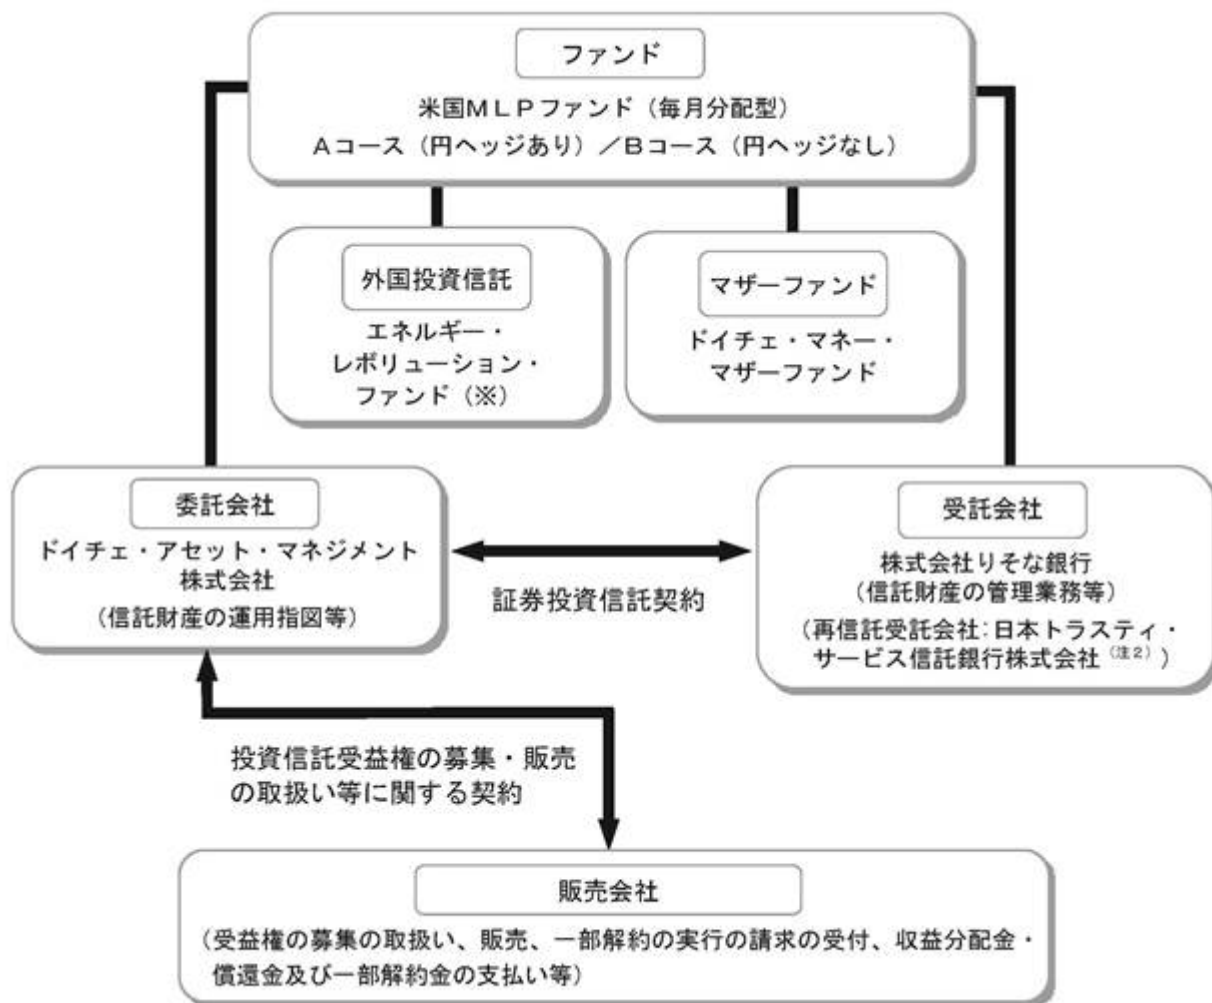 ファンド
米国ＭＬＰファンド（毎月分配型）
Ａコース（円ヘッジあり）／Ｂコース（円ヘッジなし）
外国投資信託
エネルギー・
レボリューション・
ファンド（※）
マザーファンド
ドイチェ・マネー・
マザーファンド
委託会社
ドイチェ・アセット・マネジメント
株式会社
（信託財産の運用指図等）
証券投資信託契約
受託会社
株式会社りそな銀行
（信託財産の管理業務等）
（再信託受託会社：日本トラスティ・
サービス信託銀行株式会社（注２））
投資信託受益権の募集・販売
の取扱い等に関する契約
販売会社
（受益権の募集の取扱い、販売、一部解約の実行の請求の受付、収益分配金・
償還金及び一部解約金の支払い等）